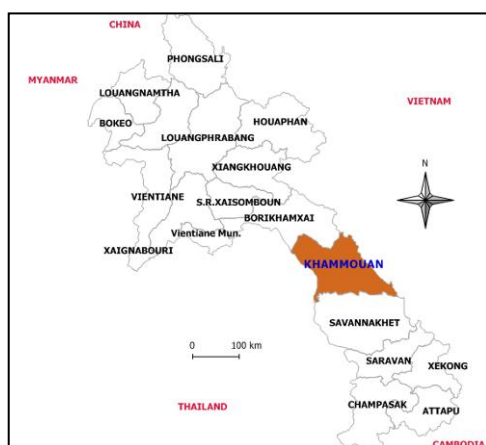 CHINA
PHONGSALI
MYANMAR
LOUANGNAMTHA
VIETNAM
BOKEO
HOUAPHAN
LOUANGPHRABANG
XIANGKHOUANG
N
VIENTIANE
S.R.XAISOMBOUN
BORIKHAMXAI
Vientiane Mun.
XAIGNABOURI
KHAMMOUAN
SAVANNAKHET
0 100 km
SARAVAN
XEKONG
THAILAND
CHAMPASAK
ATTAPU
CAMBODIA